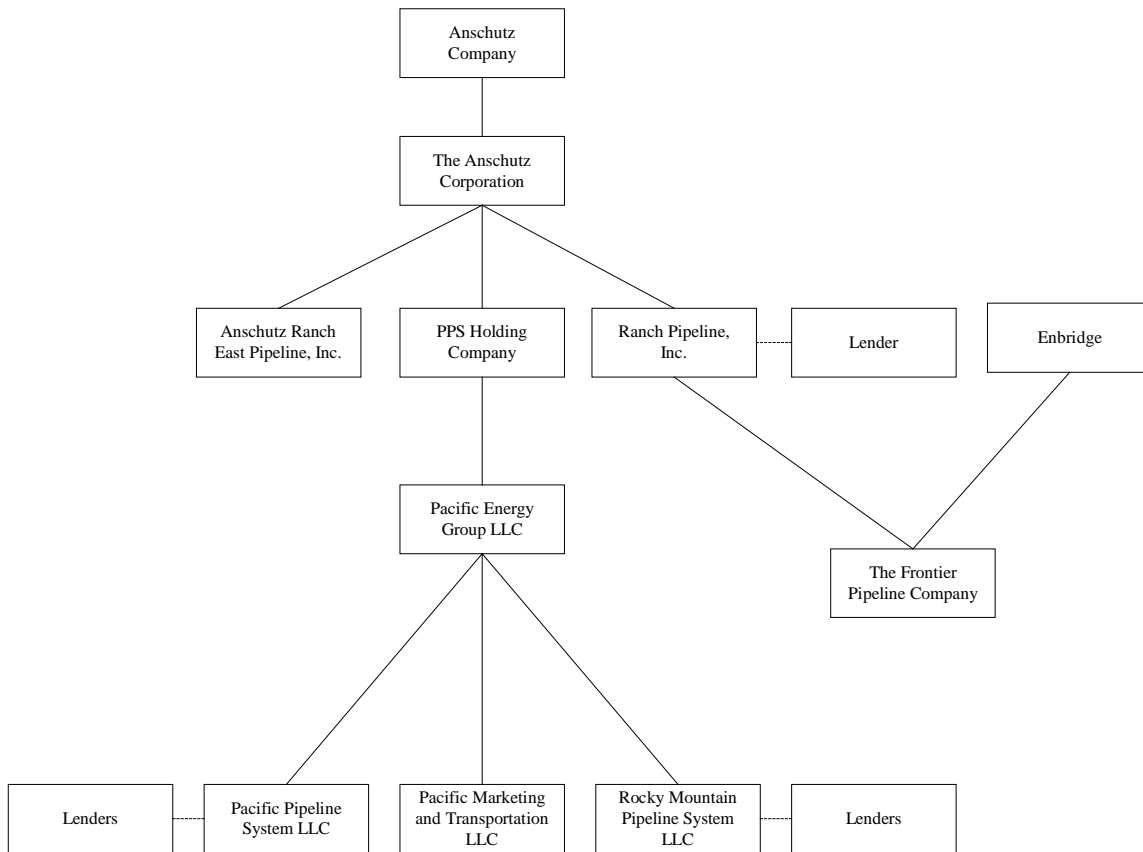 Anschutz
Company
The Anschutz
Corporation
Anschutz Ranch
East Pipeline, Inc.
PPS Holding
Company
Ranch Pipeline,
Inc.
Lender
Enbridge
Pacific Energy
Group LLC
The Frontier
Pipeline Company
Lenders
Pacific Pipeline
System LLC
Pacific Marketing
and Transportation
LLC
Rocky Mountain
Pipeline System
LLC
Lenders